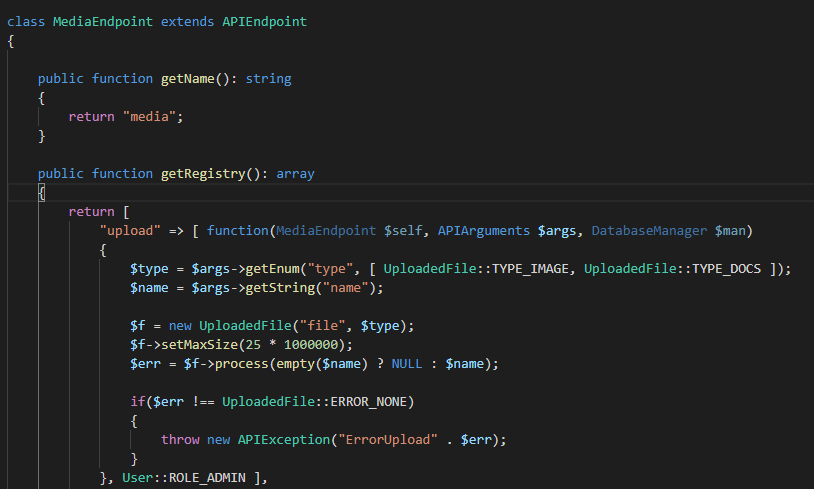 class MediaEndpoint extends APIEndpoint
{
public function getName(): string
{
return "media";
}
public function getRegistry(): array
{
return [
"upload" => [ function(MediaEndpoint $self, APIArguments $args, DatabaseManager $man)
{
$type = $args->getEnum("type", [ UploadedFile::TYPE_IMAGE, UploadedFile::TYPE_DOCS ]);
$name = $args->getString("name");
$f = new UploadedFile("file", $type);
$f->setMaxSize(25 * 1000000);
$err = $f->process(empty($name) ? NULL : $name);
if($err !== UploadedFile::ERROR_NONE)
{
throw new APIException("ErrorUpload" . $err);
}
}, User::ROLE_ADMIN ],